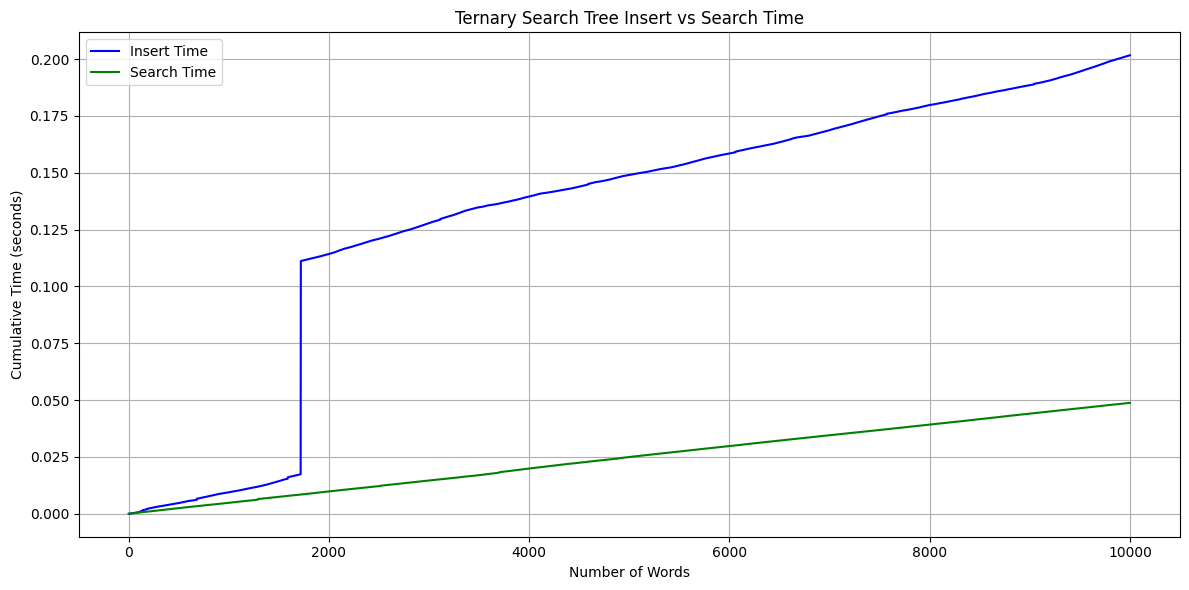 Ternary Search Tree Insert vs Search Time
Insert Time
Search Time
Cumulative Time (seconds)
0.200
0.175
0.150
0.125
0.100
0.075
0.050
0.025
0.000
0 2000 4000 6000 8000 10000
Number of Words